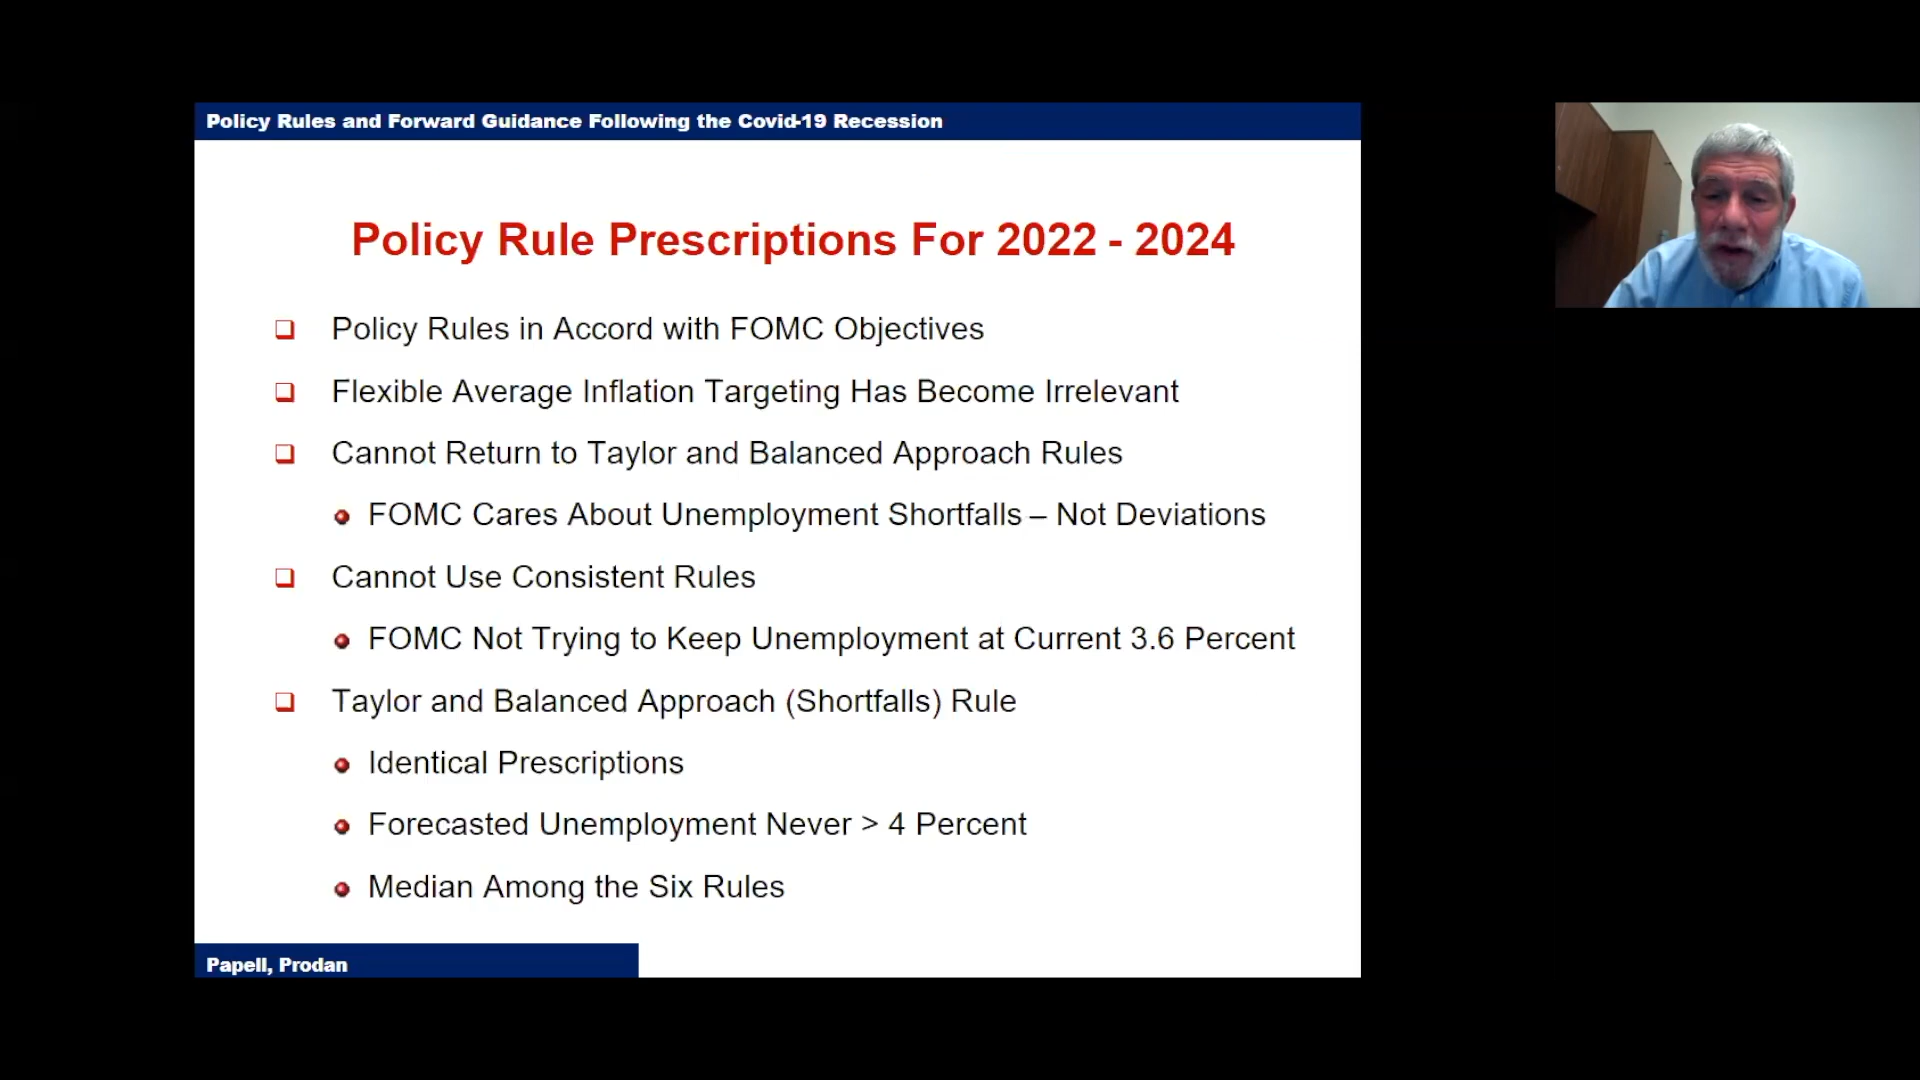 Policy Rules and Forward Guidance Following the Covid-19 Recession
Policy Rule Prescriptions For 2022 - 2024
Policy Rules in Accord with FOMC Objectives
Flexible Average Inflation Targeting Has Become Irrelevant
Cannot Return to Taylor and Balanced Approach Rules
FOMC Cares About Unemployment Shortfalls – Not Deviations
Cannot Use Consistent Rules
FOMC Not Trying to Keep Unemployment at Current 3.6 Percent
Taylor and Balanced Approach (Shortfalls) Rule
Identical Prescriptions
Forecasted Unemployment Never > 4 Percent
Median Among the Six Rules
Papell, Prodan